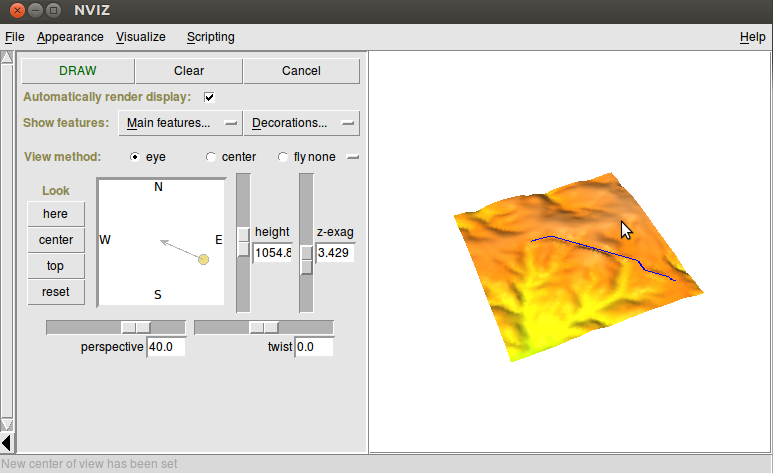 NVIZ
File Appearance Visualize Scripting Help
DRAW Clear Cancel
Automatically render display:
Show features: Main features... Decorations...
View method: eye center fly none
Look
here
center
top
reset
N
W E
S
height
1054.8
z-exag
3.429
perspective 40.0 twist 0.0
New center of view has been set